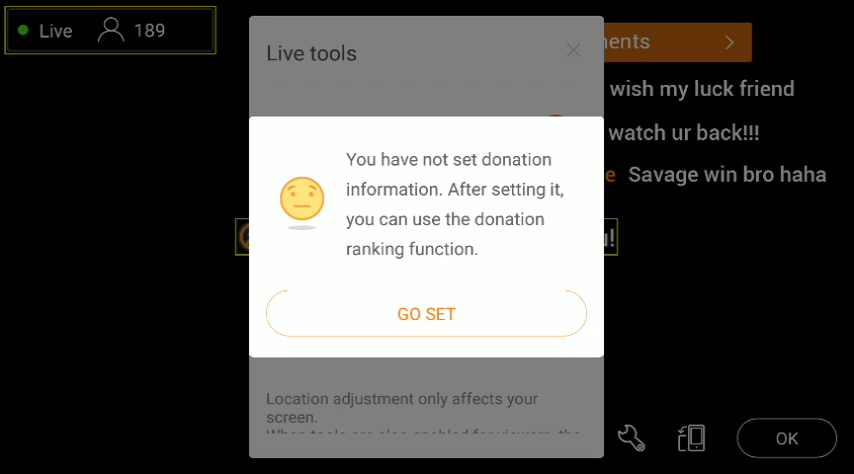 Live 189
Live tools
wish my luck friend
watch ur back!!!
Savage win bro haha
You have not set donation
information. After setting it,
you can use the donation
ranking function.
GO SET
Location adjustment only affects your
screen.
OK